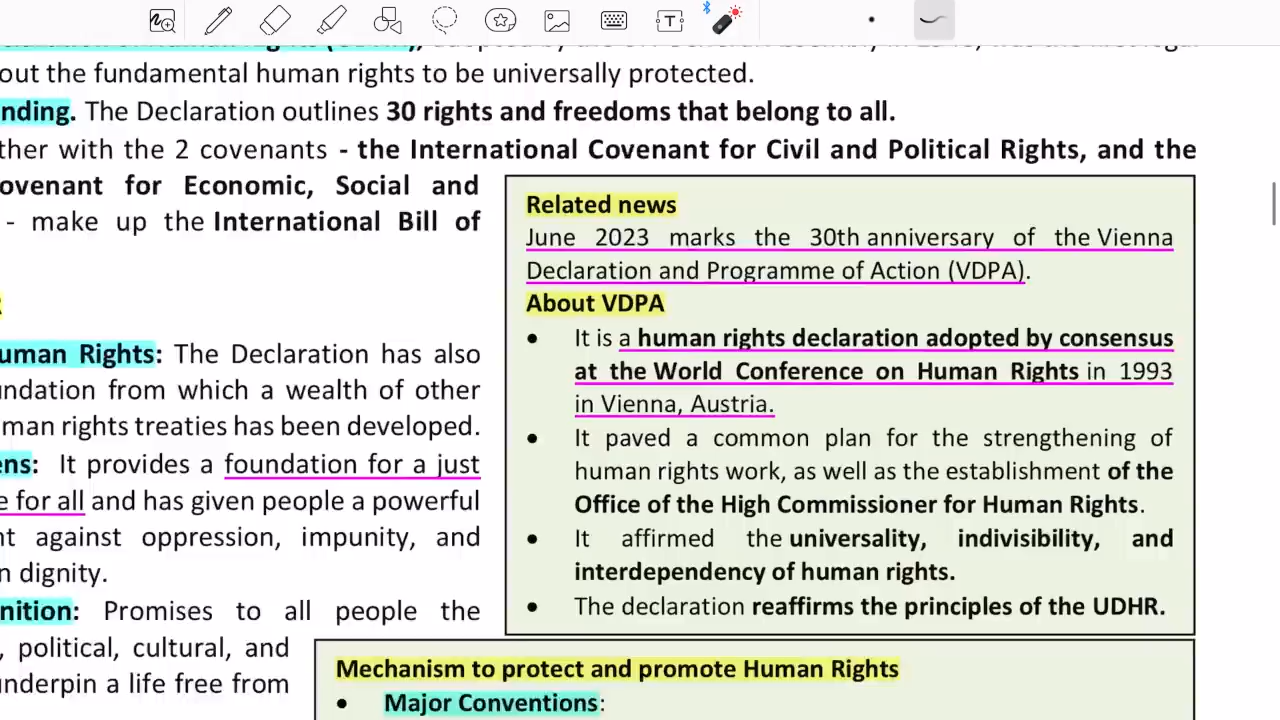 out the fundamental human rights to be universally protected.
nding. The Declaration outlines 30 rights and freedoms that belong to all.
ther with the 2 covenants - the International Covenant for Civil and Political Rights, and the
ovenant for Economic, Social and
- make up the International Bill of
uman Rights: The Declaration has also
undation from which a wealth of other
man rights treaties has been developed.
ens: It provides a foundation for a just
e for all and has given people a powerful
nt against oppression, impunity, and
n dignity.
nition: Promises to all people the
, political, cultural, and
underpin a life free from
Related news
June 2023 marks the 30th anniversary of the Vienna
Declaration and Programme of Action (VDPA).
About VDPA
• It is a human rights declaration adopted by consensus
at the World Conference on Human Rights in 1993
in Vienna, Austria.
• It paved a common plan for the strengthening of
human rights work, as well as the establishment of the
Office of the High Commissioner for Human Rights.
• It affirmed the universality, indivisibility, and
interdependency of human rights.
• The declaration reaffirms the principles of the UDHR.
Mechanism to protect and promote Human Rights
• Major Conventions: